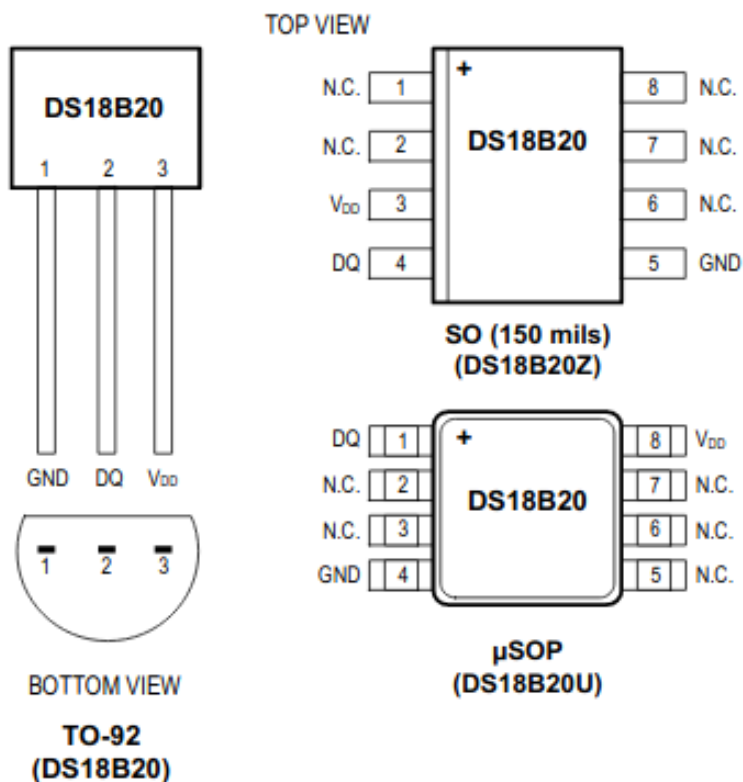 TOP VIEW
DS18B20
1 2 3
GND DQ VDD
1 2 3
BOTTOM VIEW
TO-92
(DS18B20)
+
DS18B20
N.C. 1 8 N.C.
N.C. 2 7 N.C.
VDD 3 6 N.C.
DQ 4 5 GND
SO (150 mils)
(DS18B20Z)
+
DS18B20
DQ 1 8 VDD
N.C. 2 7 N.C.
N.C. 3 6 N.C.
GND 4 5 N.C.
µSOP
(DS18B20U)